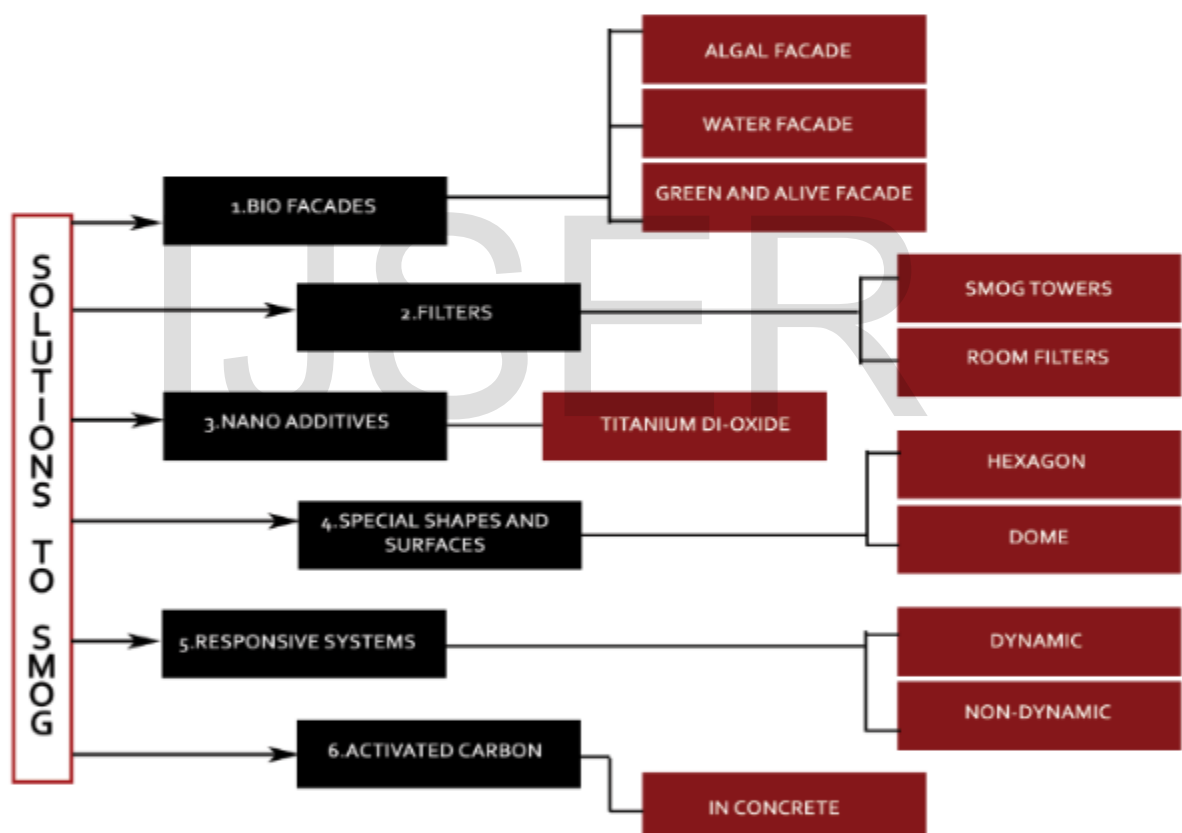 SOLUTIONS TO SMOG
1.BIO FACADES
ALGAL FACADE
WATER FACADE
GREEN AND ALIVE FACADE
2.FILTERS
SMOG TOWERS
ROOM FILTERS
3.NANO ADDITIVES
TITANIUM DI-OXIDE
4.SPECIAL SHAPES AND
SURFACES
HEXAGON
DOME
5.RESPONSIVE SYSTEMS
DYNAMIC
NON-DYNAMIC
6.ACTIVATED CARBON
IN CONCRETE
IJSER